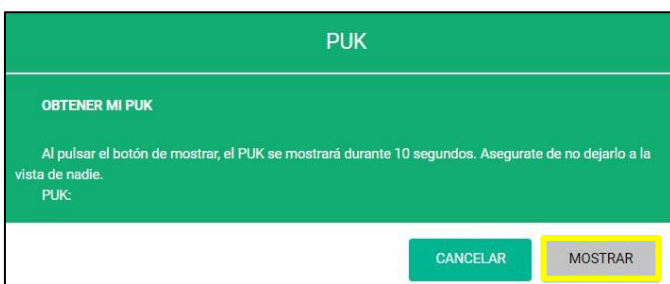 PUK
OBTENER MI PUK
Al pulsar el botón de mostrar, el PUK se mostrará durante 10 segundos. Asegurate de no dejarlo a la
vista de nadie.
PUK:
CANCELAR MOSTRAR